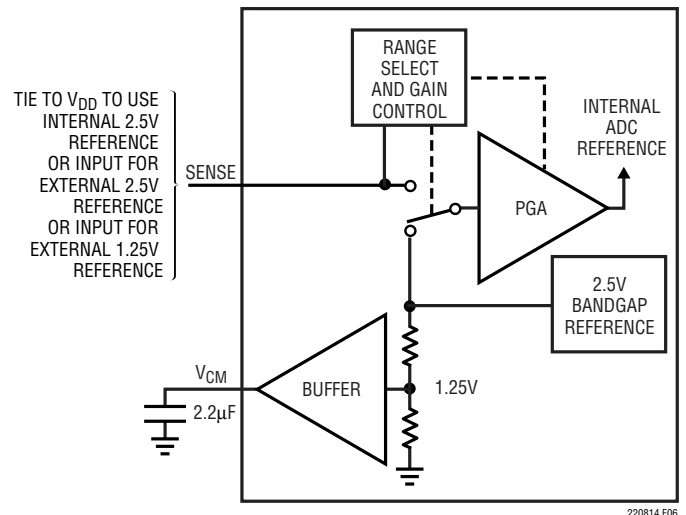 RANGE
SELECT
AND GAIN
CONTROL
TIE TO VDD TO USE
INTERNAL 2.5V
REFERENCE
OR INPUT FOR
EXTERNAL 2.5V
REFERENCE
OR INPUT FOR
EXTERNAL 1.25V
REFERENCE
SENSE
INTERNAL
ADC
REFERENCE
PGA
2.5V
BANDGAP
REFERENCE
VCM
BUFFER
1.25V
2.2µF
220814 F06